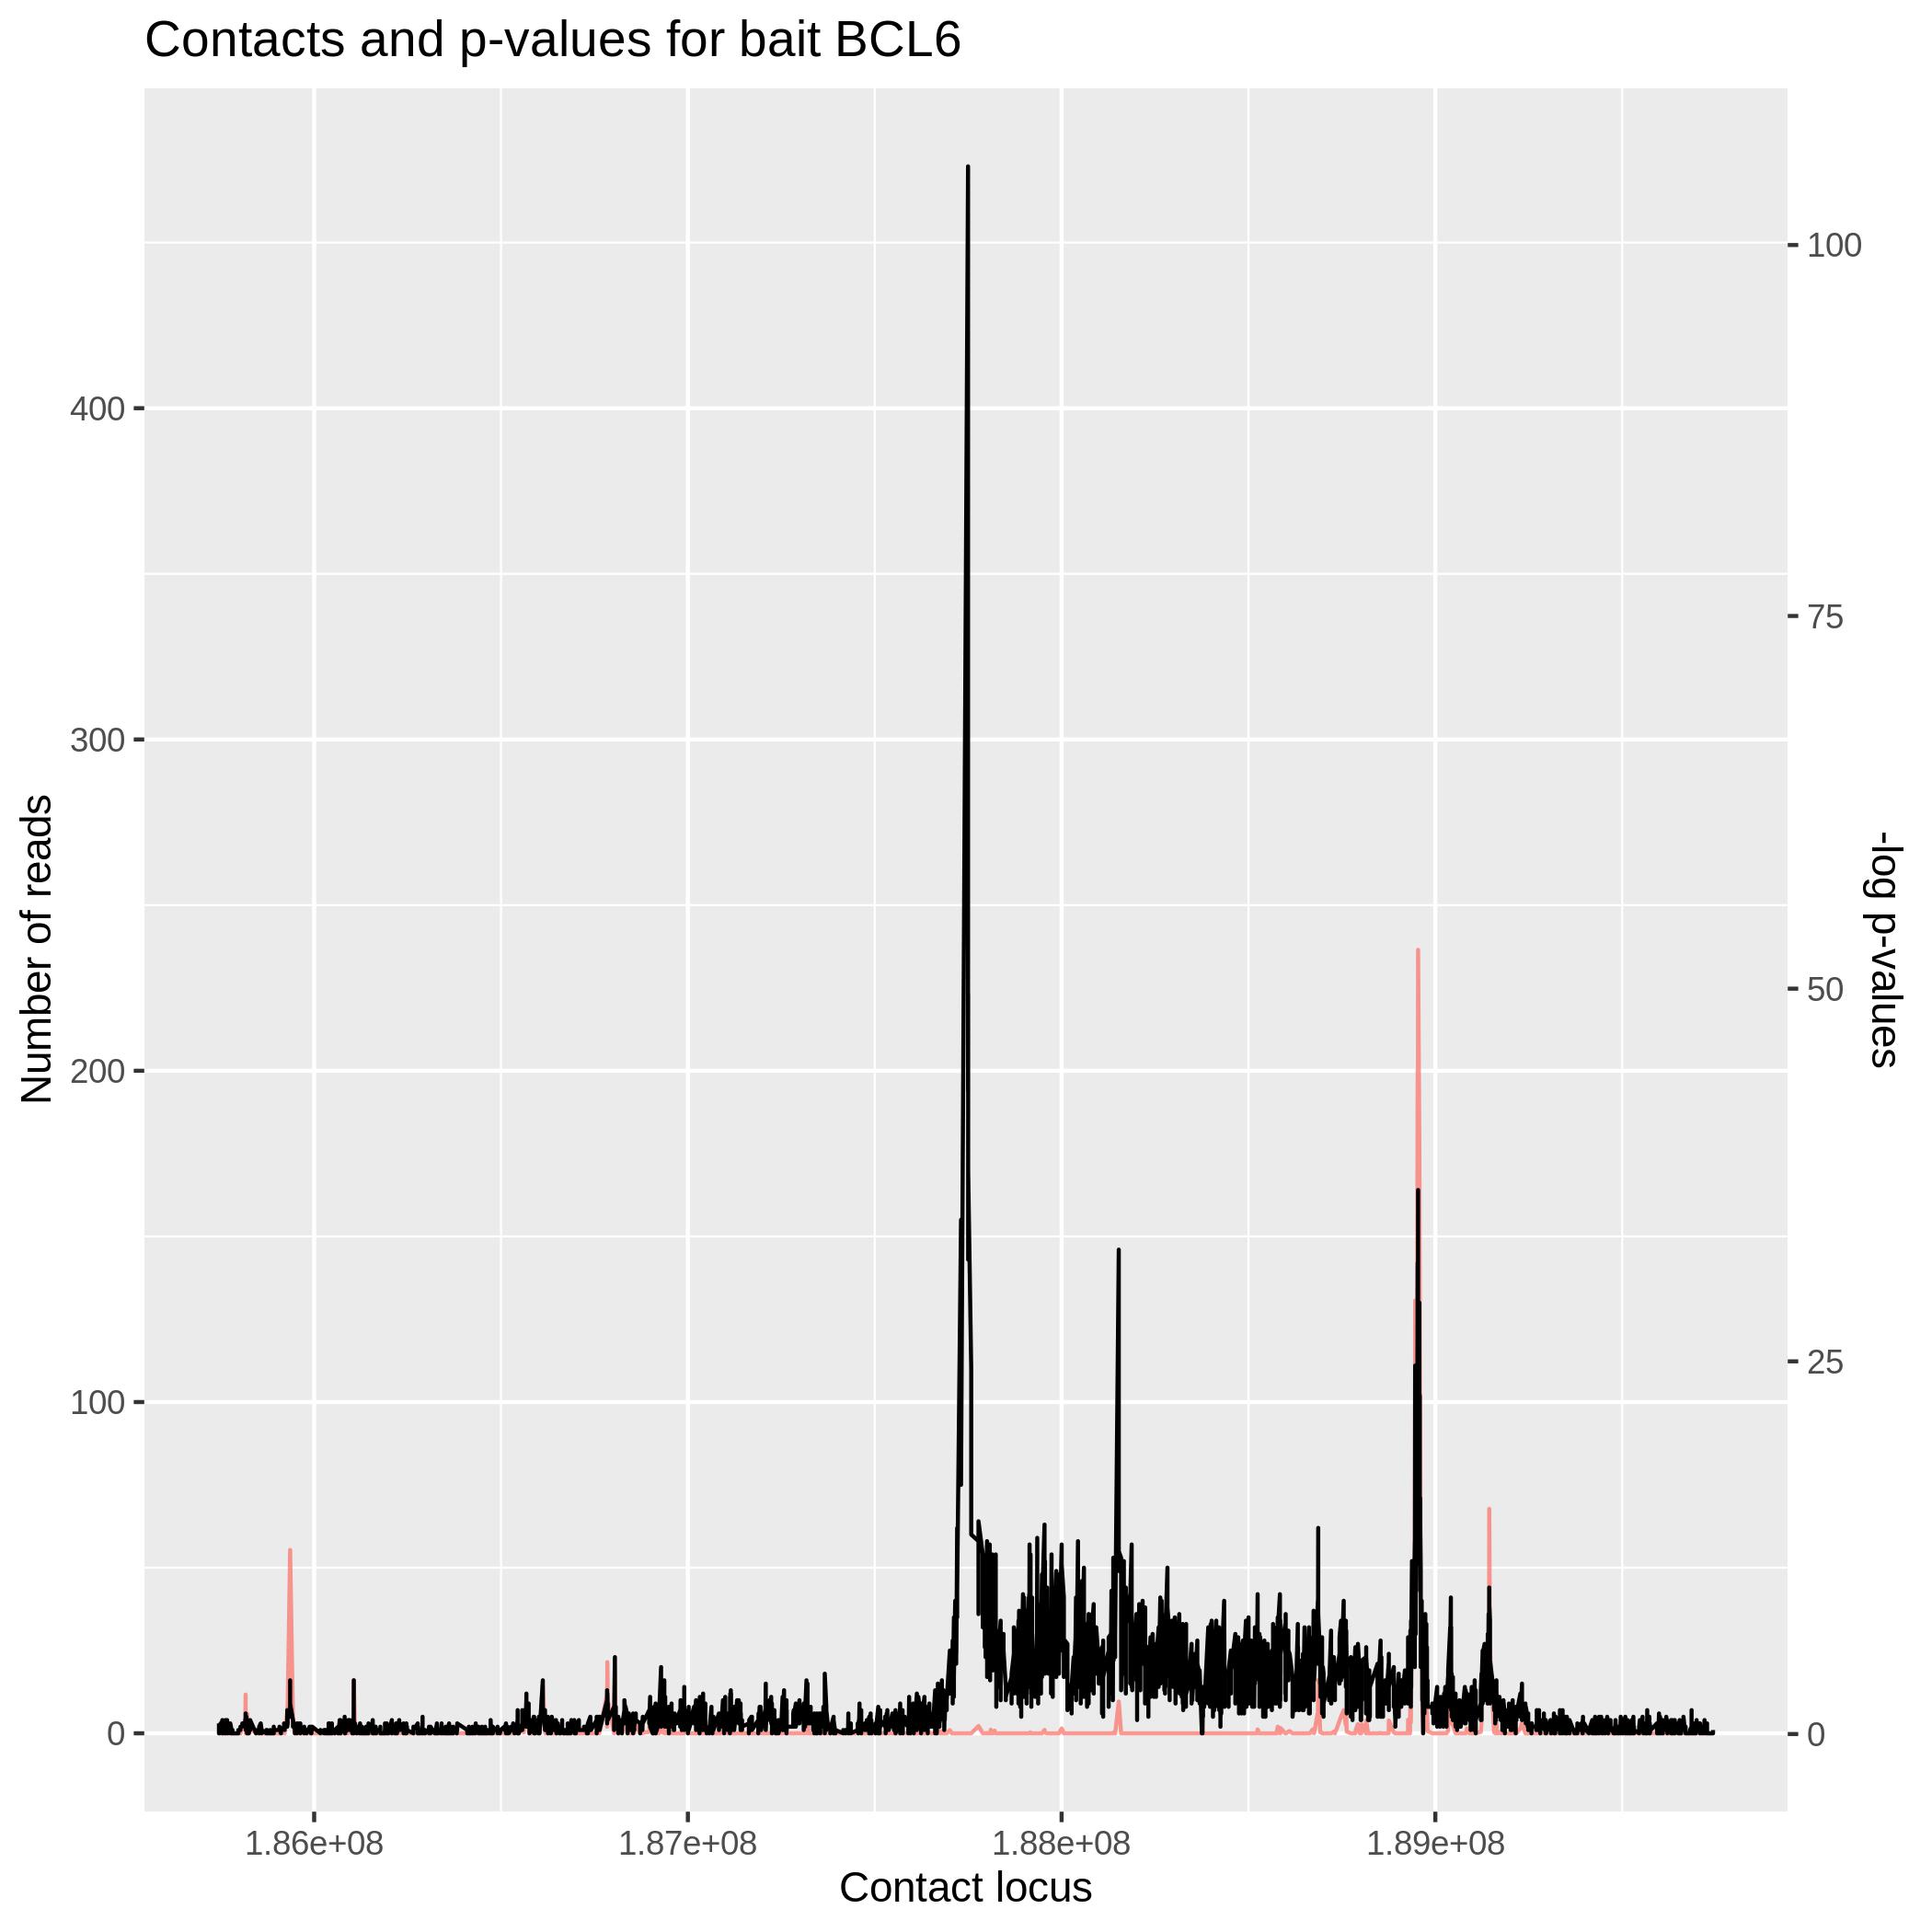 Contacts and p-values for bait BCL6
Number of reads
400
300
200
100
0
100
75
50
25
0
-log p-values
1.86e+08
1.87e+08
1.88e+08
1.89e+08
Contact locus